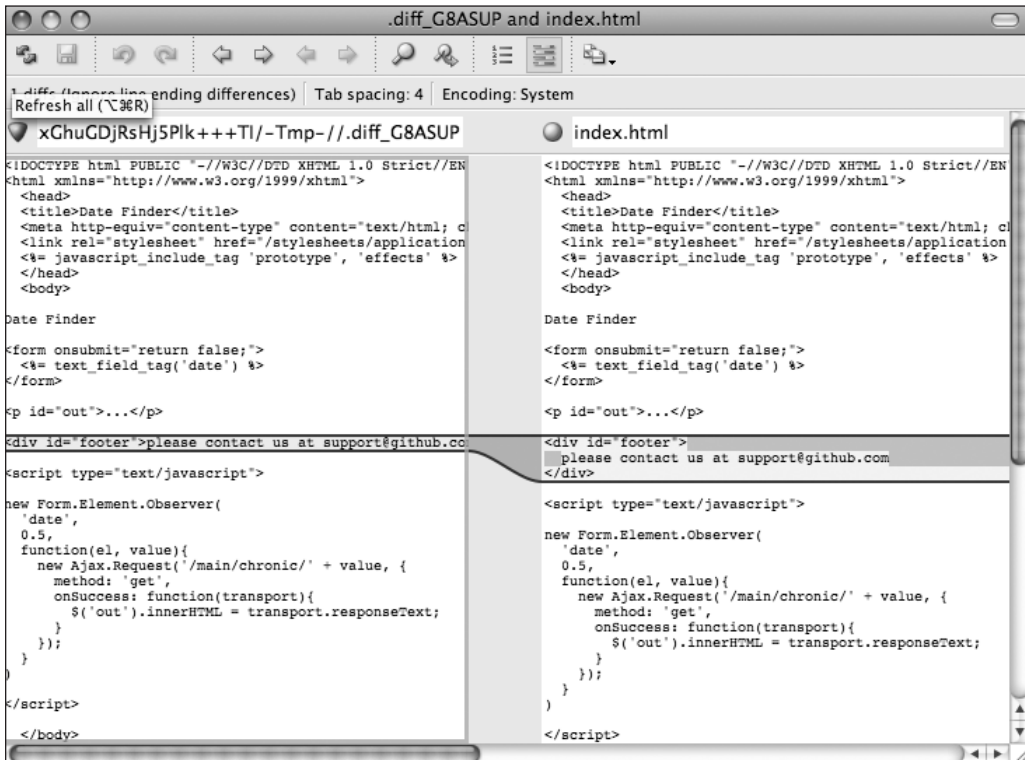 .diff_G8ASUP and index.html
1 diffs (Ignore line ending differences) Tab spacing: 4 Encoding: System
Refresh all (⌥⌘R)
xGhuGDjRsHj5Plk+++TI/-Tmp-//.diff_G8ASUP
<!DOCTYPE html PUBLIC "-//W3C//DTD XHTML 1.0 Strict//EN
<html xmlns="http://www.w3.org/1999/xhtml">
  <head>
  <title>Date Finder</title>
  <meta http-equiv="content-type" content="text/html; c
  <link rel="stylesheet" href="/stylesheets/application
  <%= javascript_include_tag 'prototype', 'effects' %>
  </head>
  <body>
Date Finder
<form onsubmit="return false;">
  <%= text_field_tag('date') %>
</form>
<p id="out">...</p>
<div id="footer">please contact us at support@github.co
<script type="text/javascript">
new Form.Element.Observer(
  'date',
  0.5,
  function(el, value){
    new Ajax.Request('/main/chronic/' + value, {
      method: 'get',
      onSuccess: function(transport){
        $('out').innerHTML = transport.responseText;
      }
    });
  }
)
</script>
  </body>
index.html
<!DOCTYPE html PUBLIC "-//W3C//DTD XHTML 1.0 Strict//EN
<html xmlns="http://www.w3.org/1999/xhtml">
  <head>
  <title>Date Finder</title>
  <meta http-equiv="content-type" content="text/html; cl
  <link rel="stylesheet" href="/stylesheets/application
  <%= javascript_include_tag 'prototype', 'effects' %>
  </head>
  <body>
Date Finder
<form onsubmit="return false;">
  <%= text_field_tag('date') %>
</form>
<p id="out">...</p>
<div id="footer">
  please contact us at support@github.com
</div>
<script type="text/javascript">
new Form.Element.Observer(
  'date',
  0.5,
  function(el, value){
    new Ajax.Request('/main/chronic/' + value, {
      method: 'get',
      onSuccess: function(transport){
        $('out').innerHTML = transport.responseText;
      }
    });
  }
)
</script>